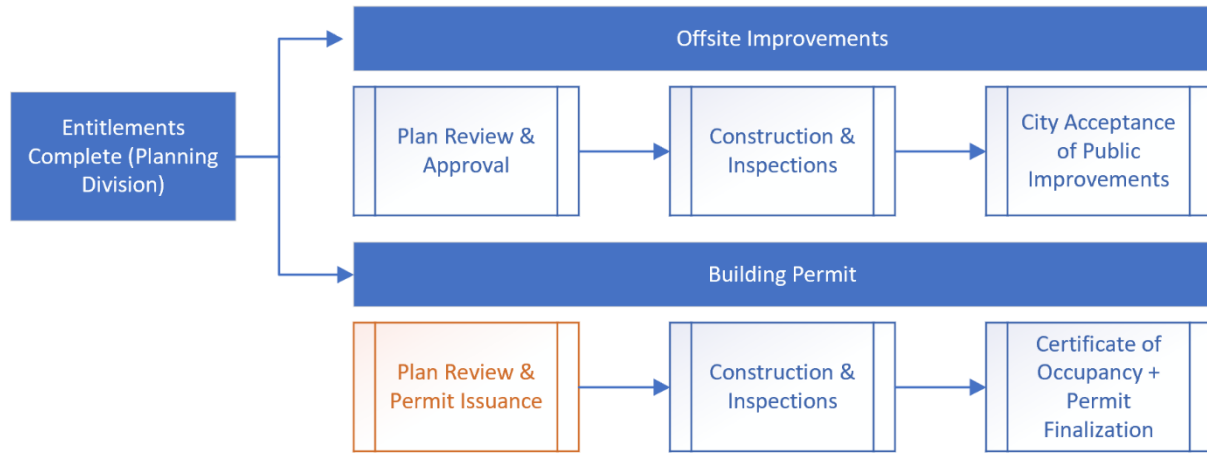 Offsite Improvements
Entitlements
Complete (Planning
Division)
Plan Review &
Approval
Construction &
Inspections
City Acceptance
of Public
Improvements
Building Permit
Plan Review &
Permit Issuance
Construction &
Inspections
Certificate of
Occupancy +
Permit
Finalization